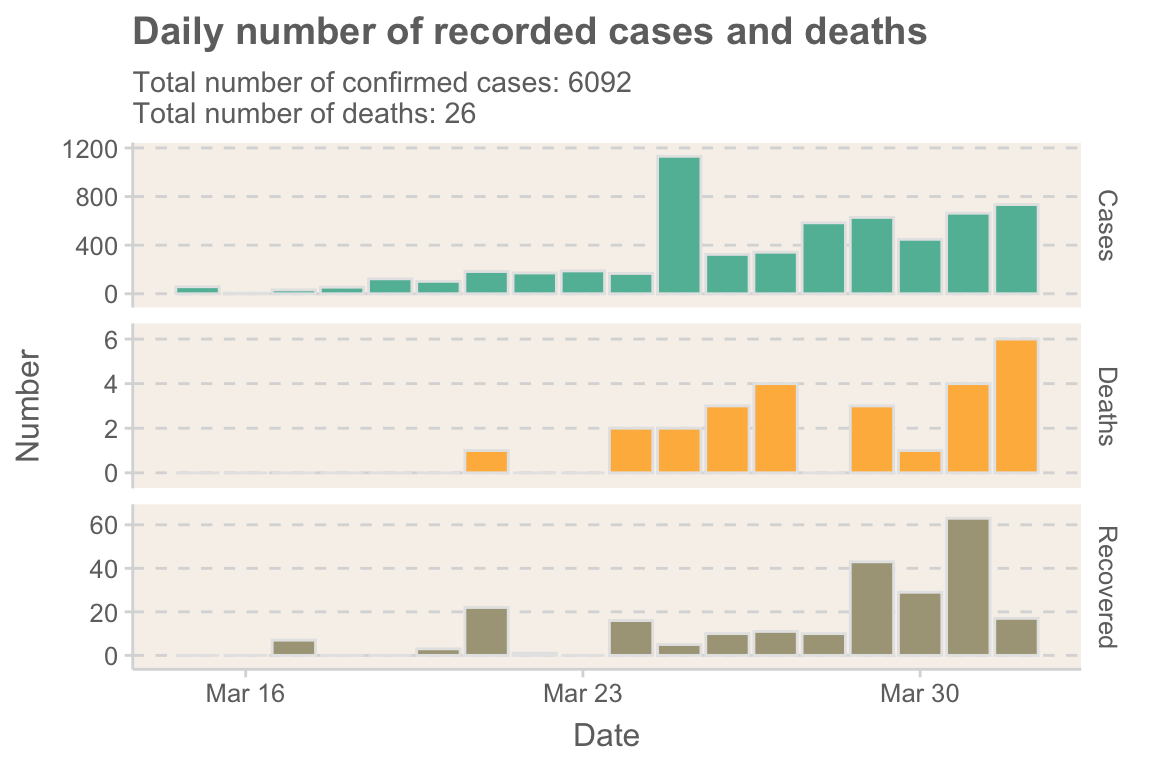 Daily number of recorded cases and deaths
Total number of confirmed cases: 6092
Total number of deaths: 26
1200
800
400
0
Cases
6
4
2
0
Deaths
60
40
20
0
Recovered
Number
Mar 16
Mar 23
Mar 30
Date